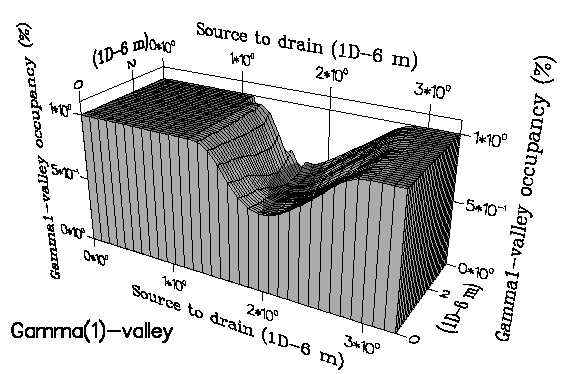 Source to drain (1D-6 m)
(1D-6 m)
0*10⁰
1*10⁰
2*10⁰
3*10⁰
0
2
Gamma1-valley occupancy (%)
1*10⁰
5*10⁻¹
0*10⁰
Gamma1-valley occupancy (%)
1*10⁰
5*10⁻¹
0*10⁰
0*10⁰
1*10⁰
2*10⁰
3*10⁰
0
2
(1D-6 m)
Source to drain (1D-6 m)
Gamma(1)-valley